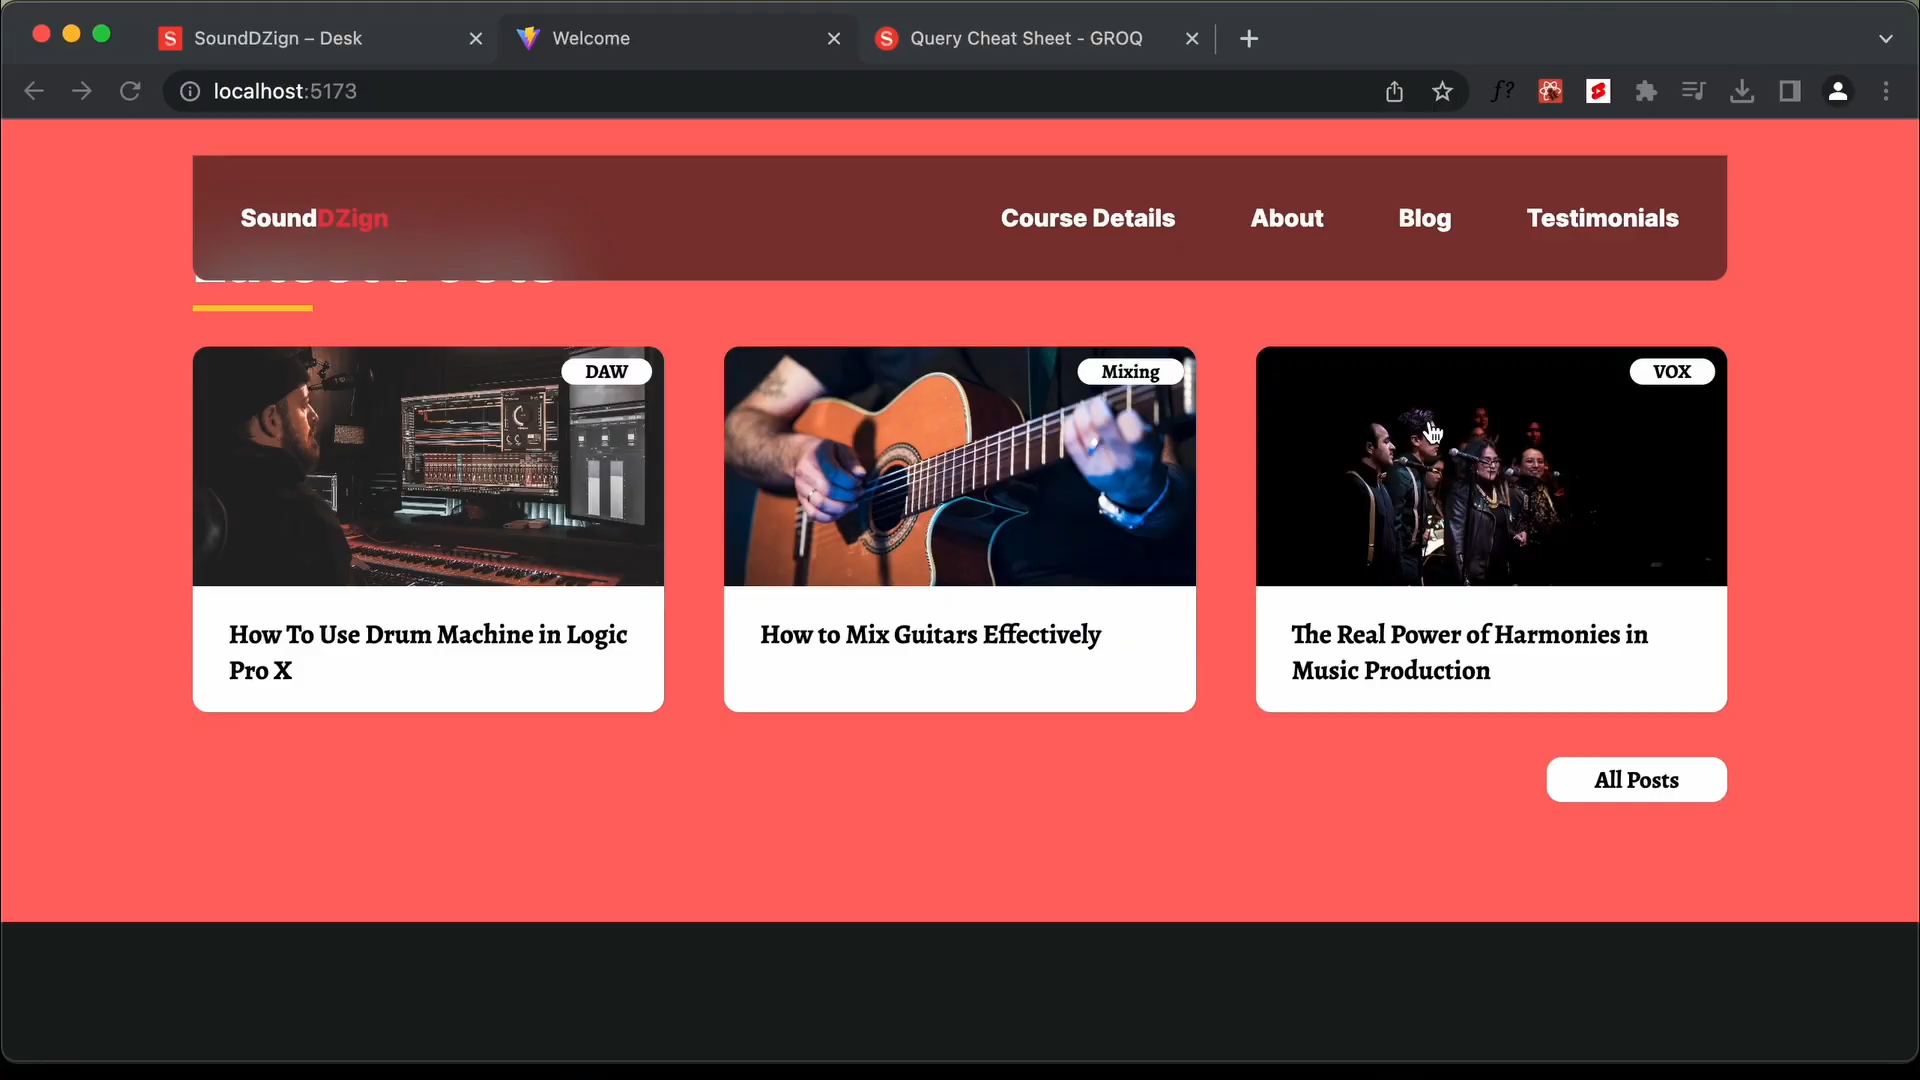 SoundDZign – Desk
Welcome
Query Cheat Sheet - GROQ
localhost:5173
f?
SoundDZign
Course Details
About
Blog
Testimonials
Latest Posts
DAW
Mixing
VOX
How To Use Drum Machine in Logic
Pro X
How to Mix Guitars Effectively
The Real Power of Harmonies in
Music Production
All Posts